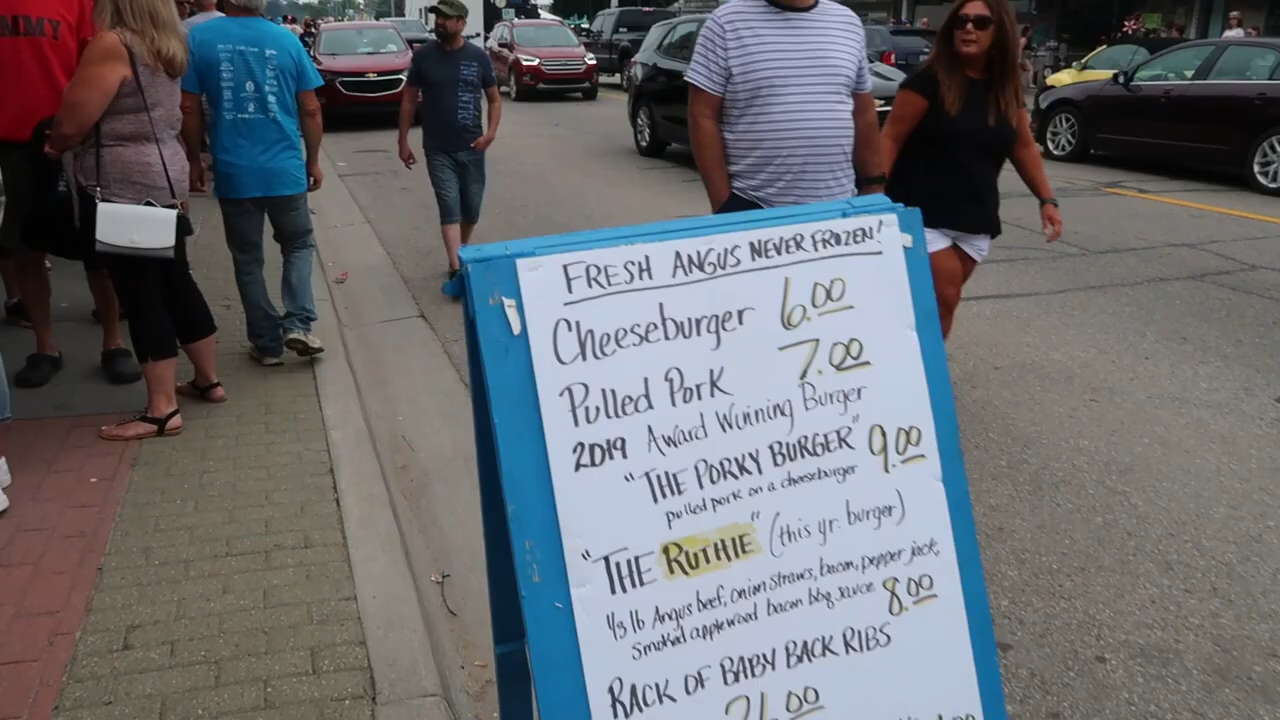 MMY
FRESH ANGUS NEVER FROZEN!
Cheeseburger 6.00
Pulled Pork 7.00
2019 Award Winning Burger
"THE PORKY BURGER" 9.00
pulled pork on a cheeseburger
"THE RUTHIE" (this yr. burger)
1/3 lb Angus beef, onion straws, bacon, pepper jack,
smoked applewood bacon bbq sauce 8.00
RACK OF BABY BACK RIBS